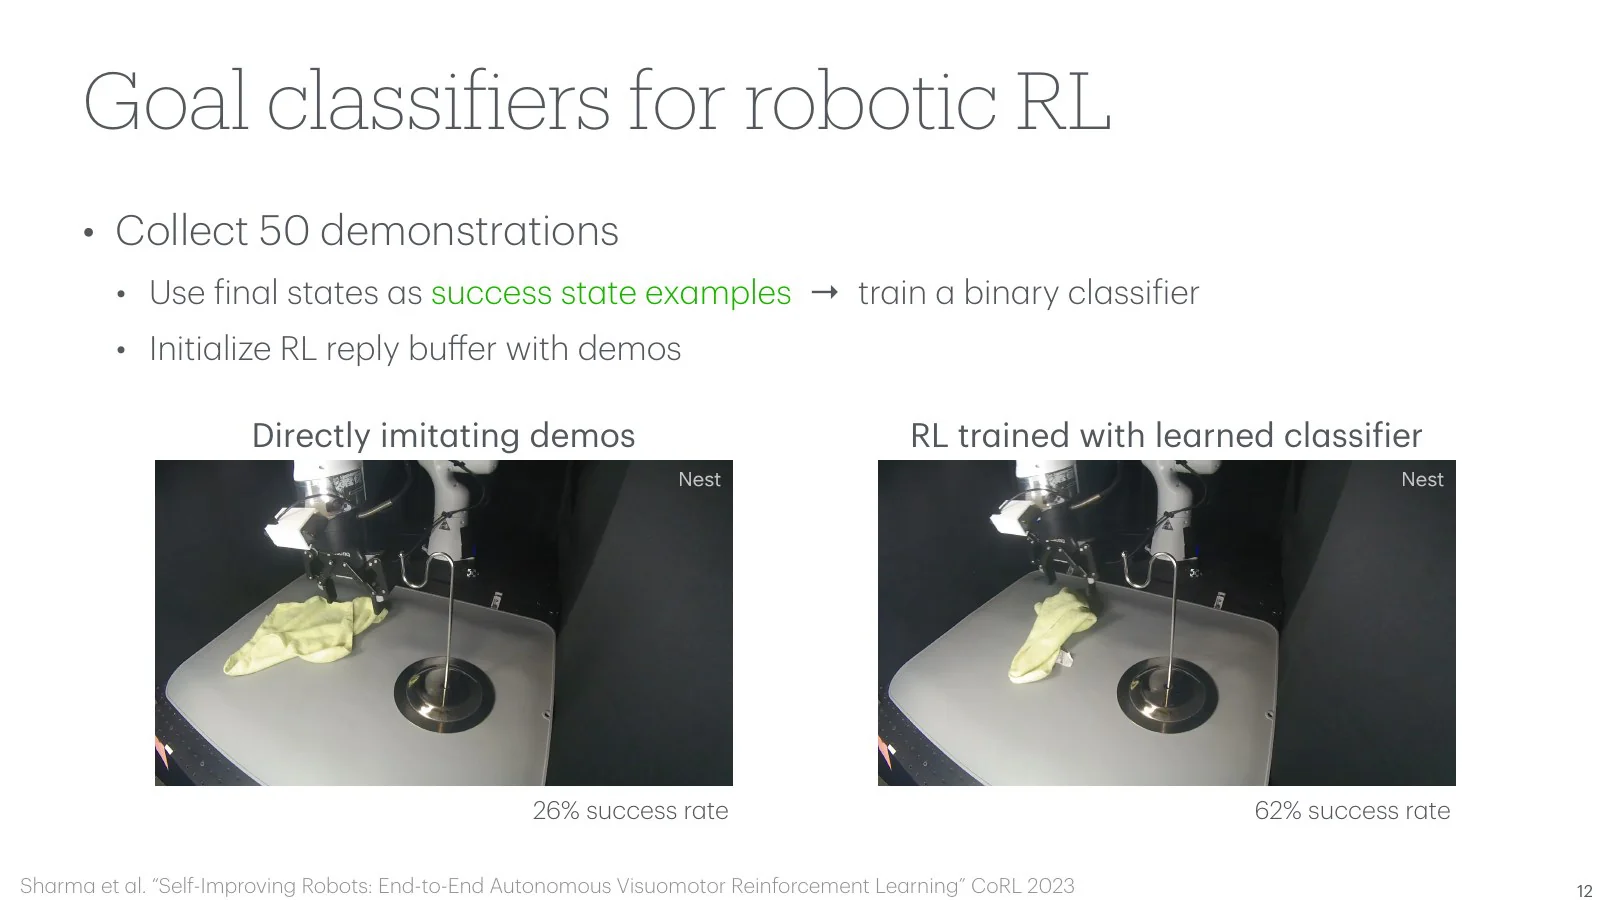 Goal classifiers for robotic RL
• Collect 50 demonstrations
• Use final states as success state examples → train a binary classifier
• Initialize RL reply buffer with demos
Directly imitating demos
Nest
26% success rate
RL trained with learned classifier
Nest
62% success rate
Sharma et al. “Self-Improving Robots: End-to-End Autonomous Visuomotor Reinforcement Learning” CoRL 2023
12